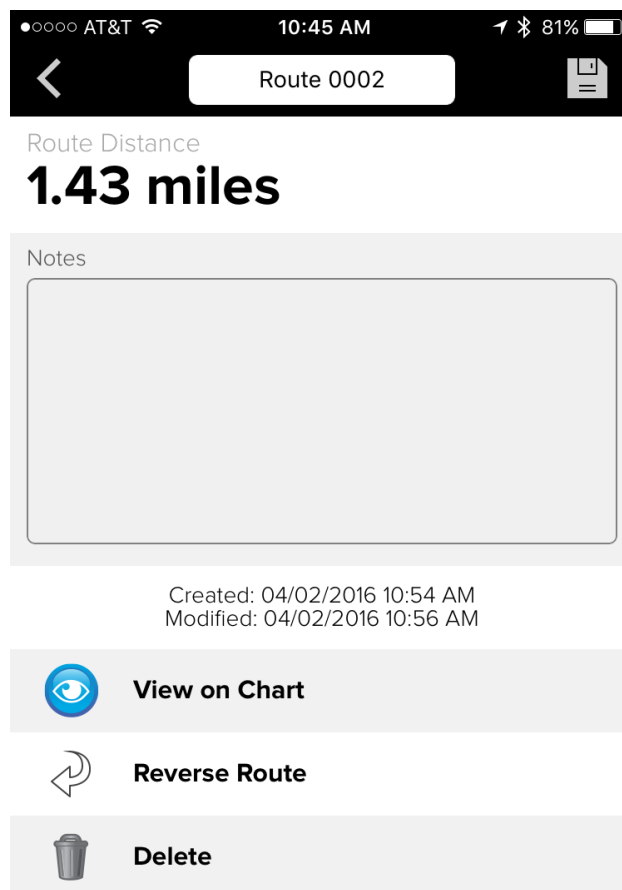 AT&T 10:45 AM 81%
Route 0002
Route Distance
1.43 miles
Notes
Created: 04/02/2016 10:54 AM
Modified: 04/02/2016 10:56 AM
View on Chart
Reverse Route
Delete